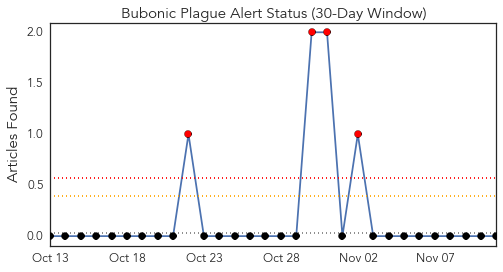 Bubonic Plague Alert Status (30-Day Window)
Articles Found
2.0
1.5
1.0
0.5
0.0
Oct 13 Oct 18 Oct 23 Oct 28 Nov 02 Nov 07